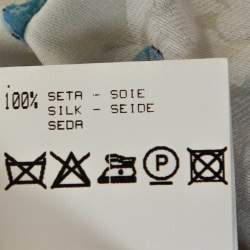 100% SETA - SOIE
SILK - SEIDE
SEDA
P